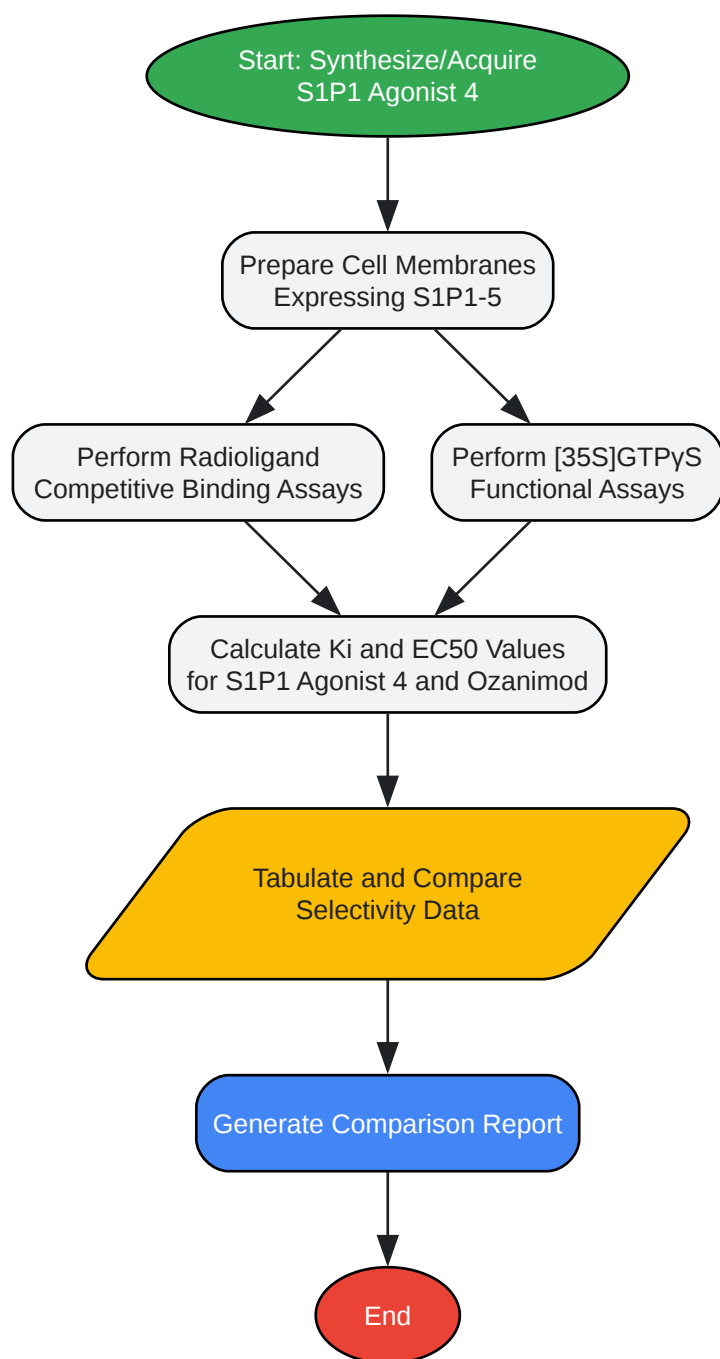 Start: Synthesize/Acquire
S1P1 Agonist 4
Prepare Cell Membranes
Expressing S1P1-5
Perform Radioligand
Competitive Binding Assays
Perform [35S]GTPγS
Functional Assays
Calculate Ki and EC50 Values
for S1P1 Agonist 4 and Ozanimod
Tabulate and Compare
Selectivity Data
Generate Comparison Report
End